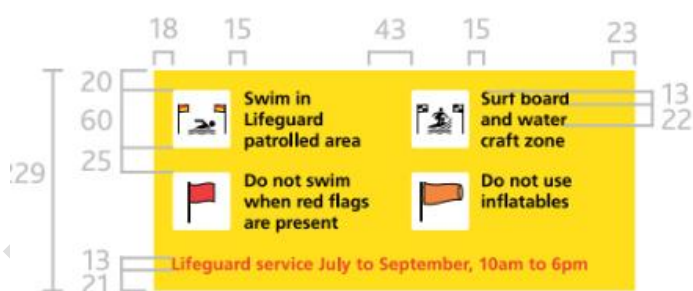 18 15 43 15 23
20
60
25
229
13
21
13
22
Swim in
Lifeguard
patrolled area
Surf board
and water
craft zone
Do not swim
when red flags
are present
Do not use
inflatables
Lifeguard service July to September, 10am to 6pm